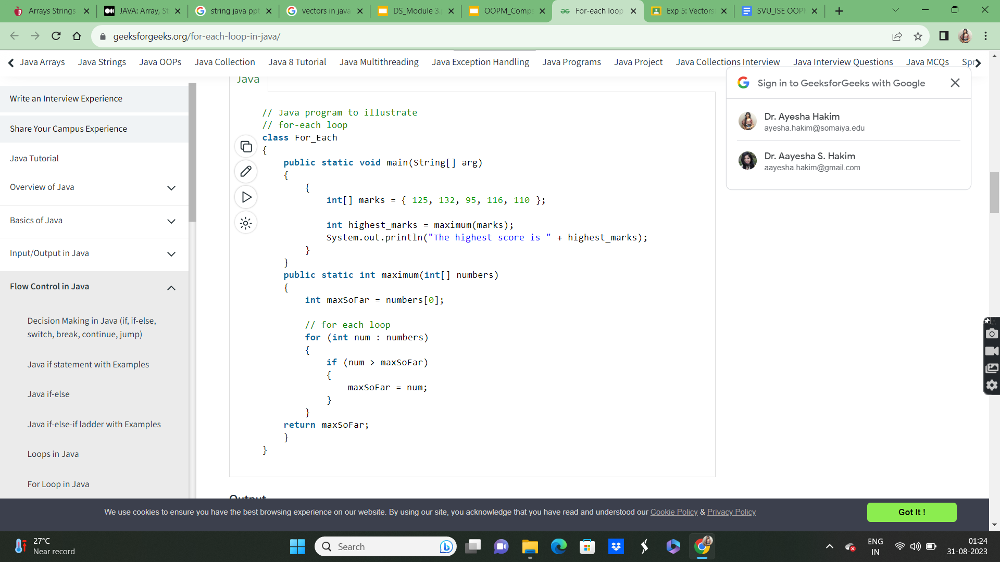 Arrays Strings
JAVA: Array, St
string java ppt
vectors in java
DS_Module 3.p
OOPM_Comps
For-each loop
Exp 5: Vectors
SVU_ISE OOPM
geeksforgeeks.org/for-each-loop-in-java/
Java Arrays
Java Strings
Java OOPs
Java Collection
Java 8 Tutorial
Java Multithreading
Java Exception Handling
Java Programs
Java Project
Java Collections Interview
Java Interview Questions
Java MCQs
Spr
Write an Interview Experience
Share Your Campus Experience
Java Tutorial
Overview of Java
Basics of Java
Input/Output in Java
Flow Control in Java
Decision Making in Java (if, if-else,
switch, break, continue, jump)
Java if statement with Examples
Java if-else
Java if-else-if ladder with Examples
Loops in Java
For Loop in Java
Java
// Java program to illustrate
// for-each loop
class For_Each
{
public static void main(String[] arg)
{
{
int[] marks = { 125, 132, 95, 116, 110 };
int highest_marks = maximum(marks);
System.out.println("The highest score is " + highest_marks);
}
}
public static int maximum(int[] numbers)
{
int maxSoFar = numbers[0];
// for each loop
for (int num : numbers)
{
if (num > maxSoFar)
{
maxSoFar = num;
}
}
return maxSoFar;
}
}
Output
Sign in to GeeksforGeeks with Google
Dr. Ayesha Hakim
ayesha.hakim@somaiya.edu
Dr. Aayesha S. Hakim
aayesha.hakim@gmail.com
We use cookies to ensure you have the best browsing experience on our website. By using our site, you acknowledge that you have read and understood our Cookie Policy & Privacy Policy
Got It !
27°C
Near record
Search
ENG
IN
01:24
31-08-2023